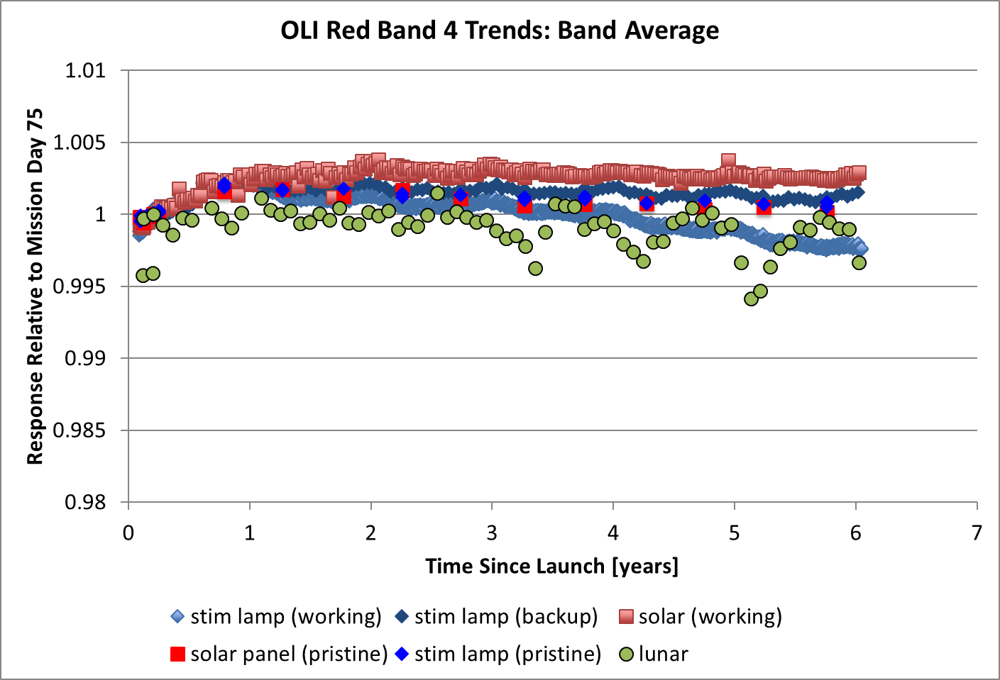 OLI Red Band 4 Trends: Band Average
Response Relative to Mission Day 75
1.01
1.005
1
0.995
0.99
0.985
0.98
0 1 2 3 4 5 6 7
Time Since Launch [years]
stim lamp (working) stim lamp (backup) solar (working)
solar panel (pristine) stim lamp (pristine) lunar